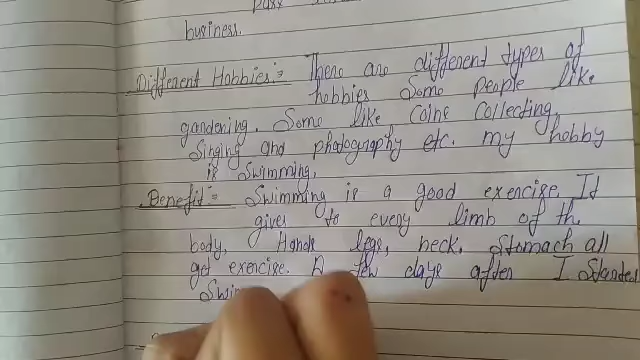 business.
Different Hobbies:- There are different types of
hobbies Some People like
gandering. Some like, Coine Collecting,
Singing and photography etc. my hobby
is Swimming.
Benefit:- Swimming is a good exercise. It
gives to every limb of the
body, Hands legs, neck, Stomach all
get exercise. A few days after I Started